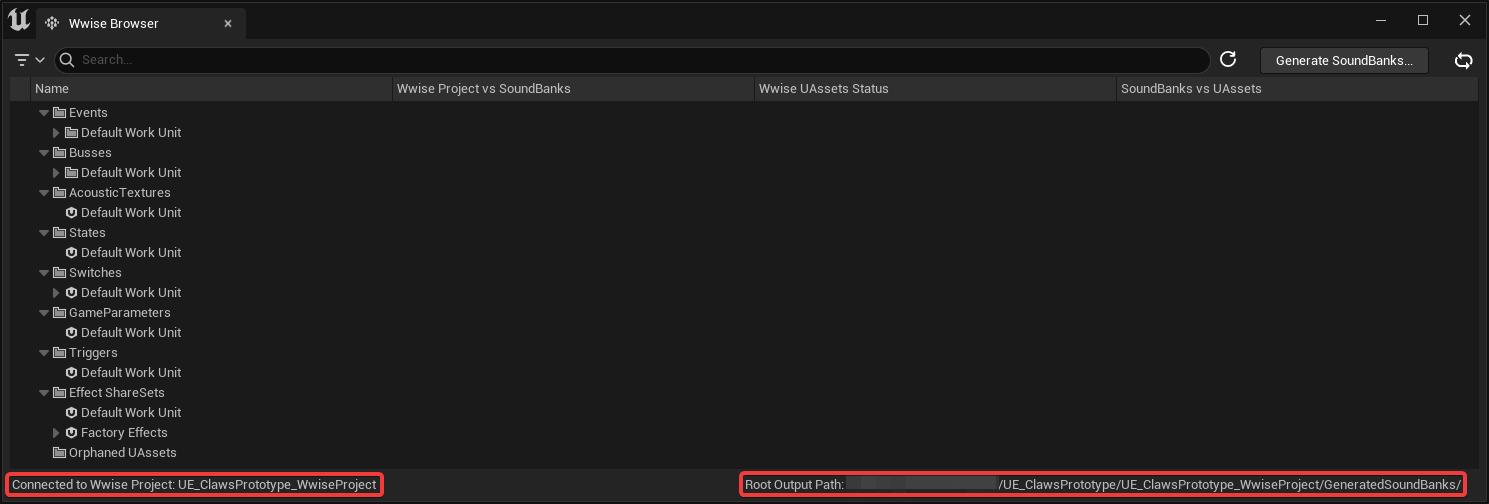 Wwise Browser
Search...
Generate SoundBanks...
Name Wwise Project vs SoundBanks Wwise UAssets Status SoundBanks vs UAssets
Events
Default Work Unit
Busses
Default Work Unit
AcousticTextures
Default Work Unit
States
Default Work Unit
Switches
Default Work Unit
GameParameters
Default Work Unit
Triggers
Default Work Unit
Effect ShareSets
Default Work Unit
Factory Effects
Orphaned UAssets
Connected to Wwise Project: UE_ClawsPrototype_WwiseProject Root Output Path: /UE_ClawsPrototype/UE_ClawsPrototype_WwiseProject/GeneratedSoundBanks/